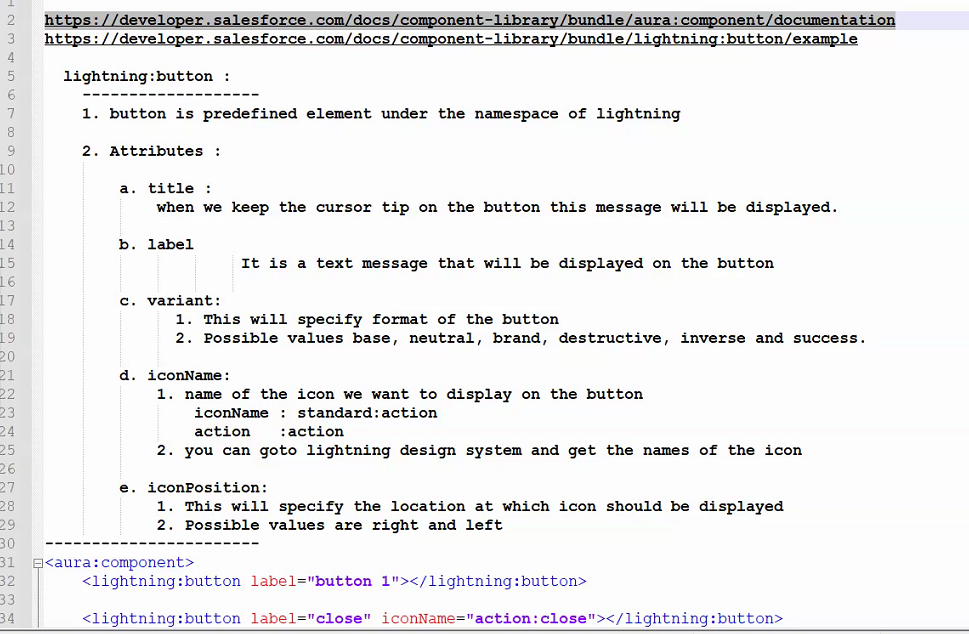 1
2 https://developer.salesforce.com/docs/component-library/bundle/aura:component/documentation
3 https://developer.salesforce.com/docs/component-library/bundle/lightning:button/example
4
5 lightning:button :
6 -------------------
7 1. button is predefined element under the namespace of lightning
8
9 2. Attributes :
10
11 a. title :
12 when we keep the cursor tip on the button this message will be displayed.
13
14 b. label
15 It is a text message that will be displayed on the button
16
17 c. variant:
18 1. This will specify format of the button
19 2. Possible values base, neutral, brand, destructive, inverse and success.
20
21 d. iconName:
22 1. name of the icon we want to display on the button
23 iconName : standard:action
24 action :action
25 2. you can goto lightning design system and get the names of the icon
26
27 e. iconPosition:
28 1. This will specify the location at which icon should be displayed
29 2. Possible values are right and left
30 -----------------------
31 <aura:component>
32 <lightning:button label="button 1"></lightning:button>
33
34 <lightning:button label="close" iconName="action:close"></lightning:button>